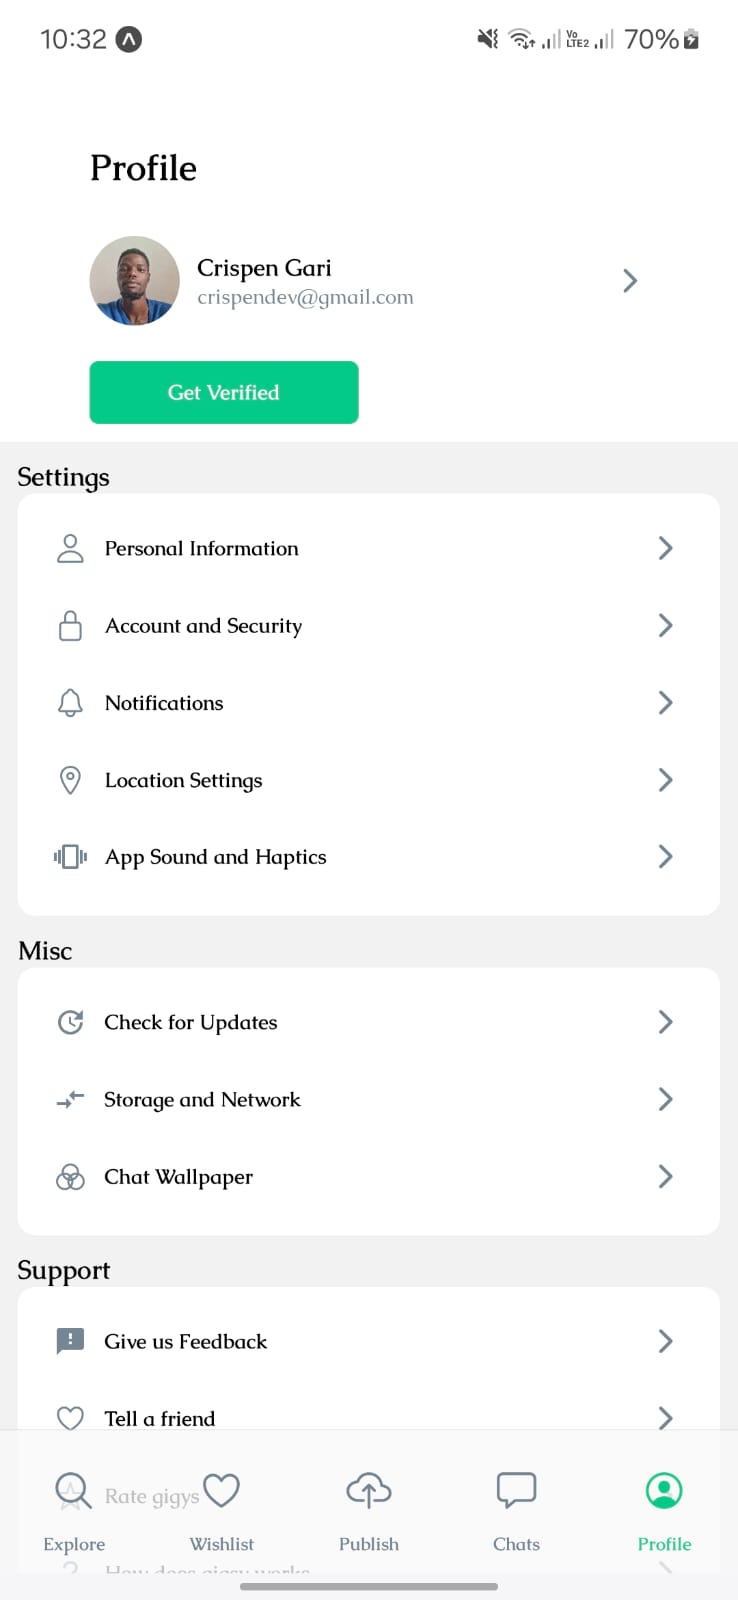 10:32
Vo
LTE2
70%
Profile
Crispen Gari
crispendev@gmail.com
Get Verified
Settings
Personal Information
Account and Security
Notifications
Location Settings
App Sound and Haptics
Misc
Check for Updates
Storage and Network
Chat Wallpaper
Support
Give us Feedback
Tell a friend
Rate gigys
Explore
Wishlist
Publish
Chats
Profile